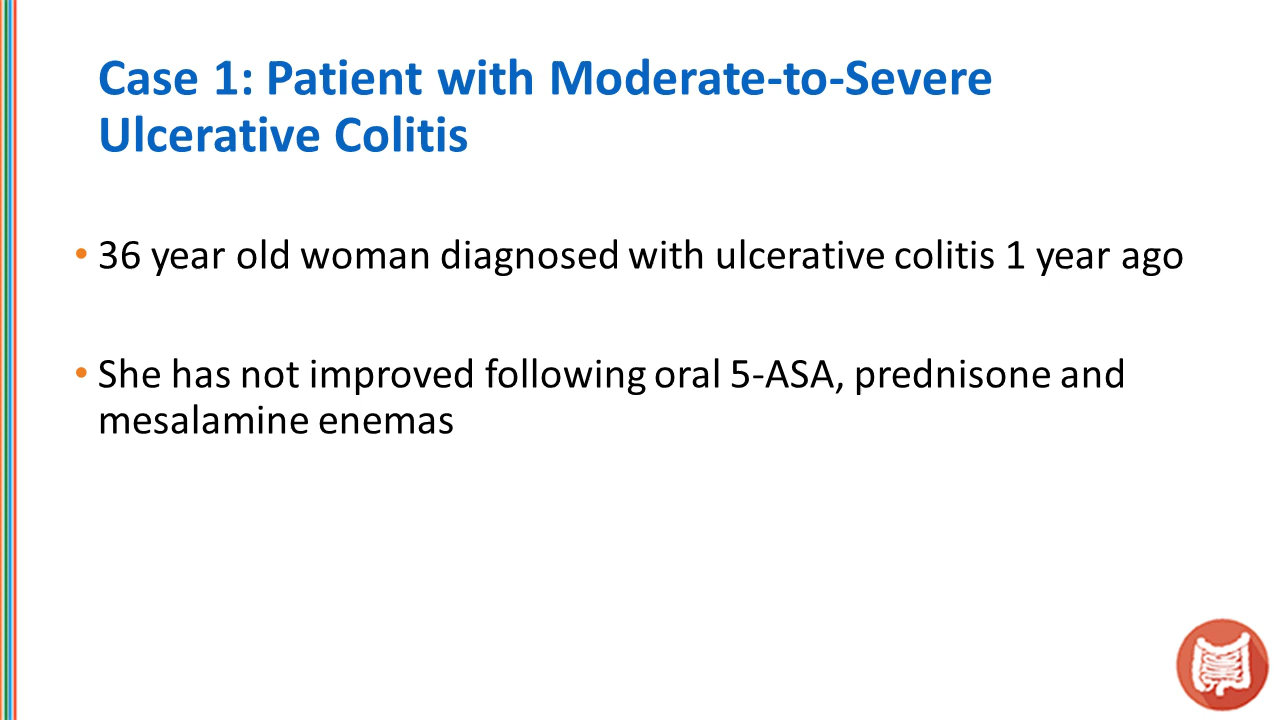 Case 1: Patient with Moderate-to-Severe
Ulcerative Colitis
• 36 year old woman diagnosed with ulcerative colitis 1 year ago
• She has not improved following oral 5-ASA, prednisone and
mesalamine enemas